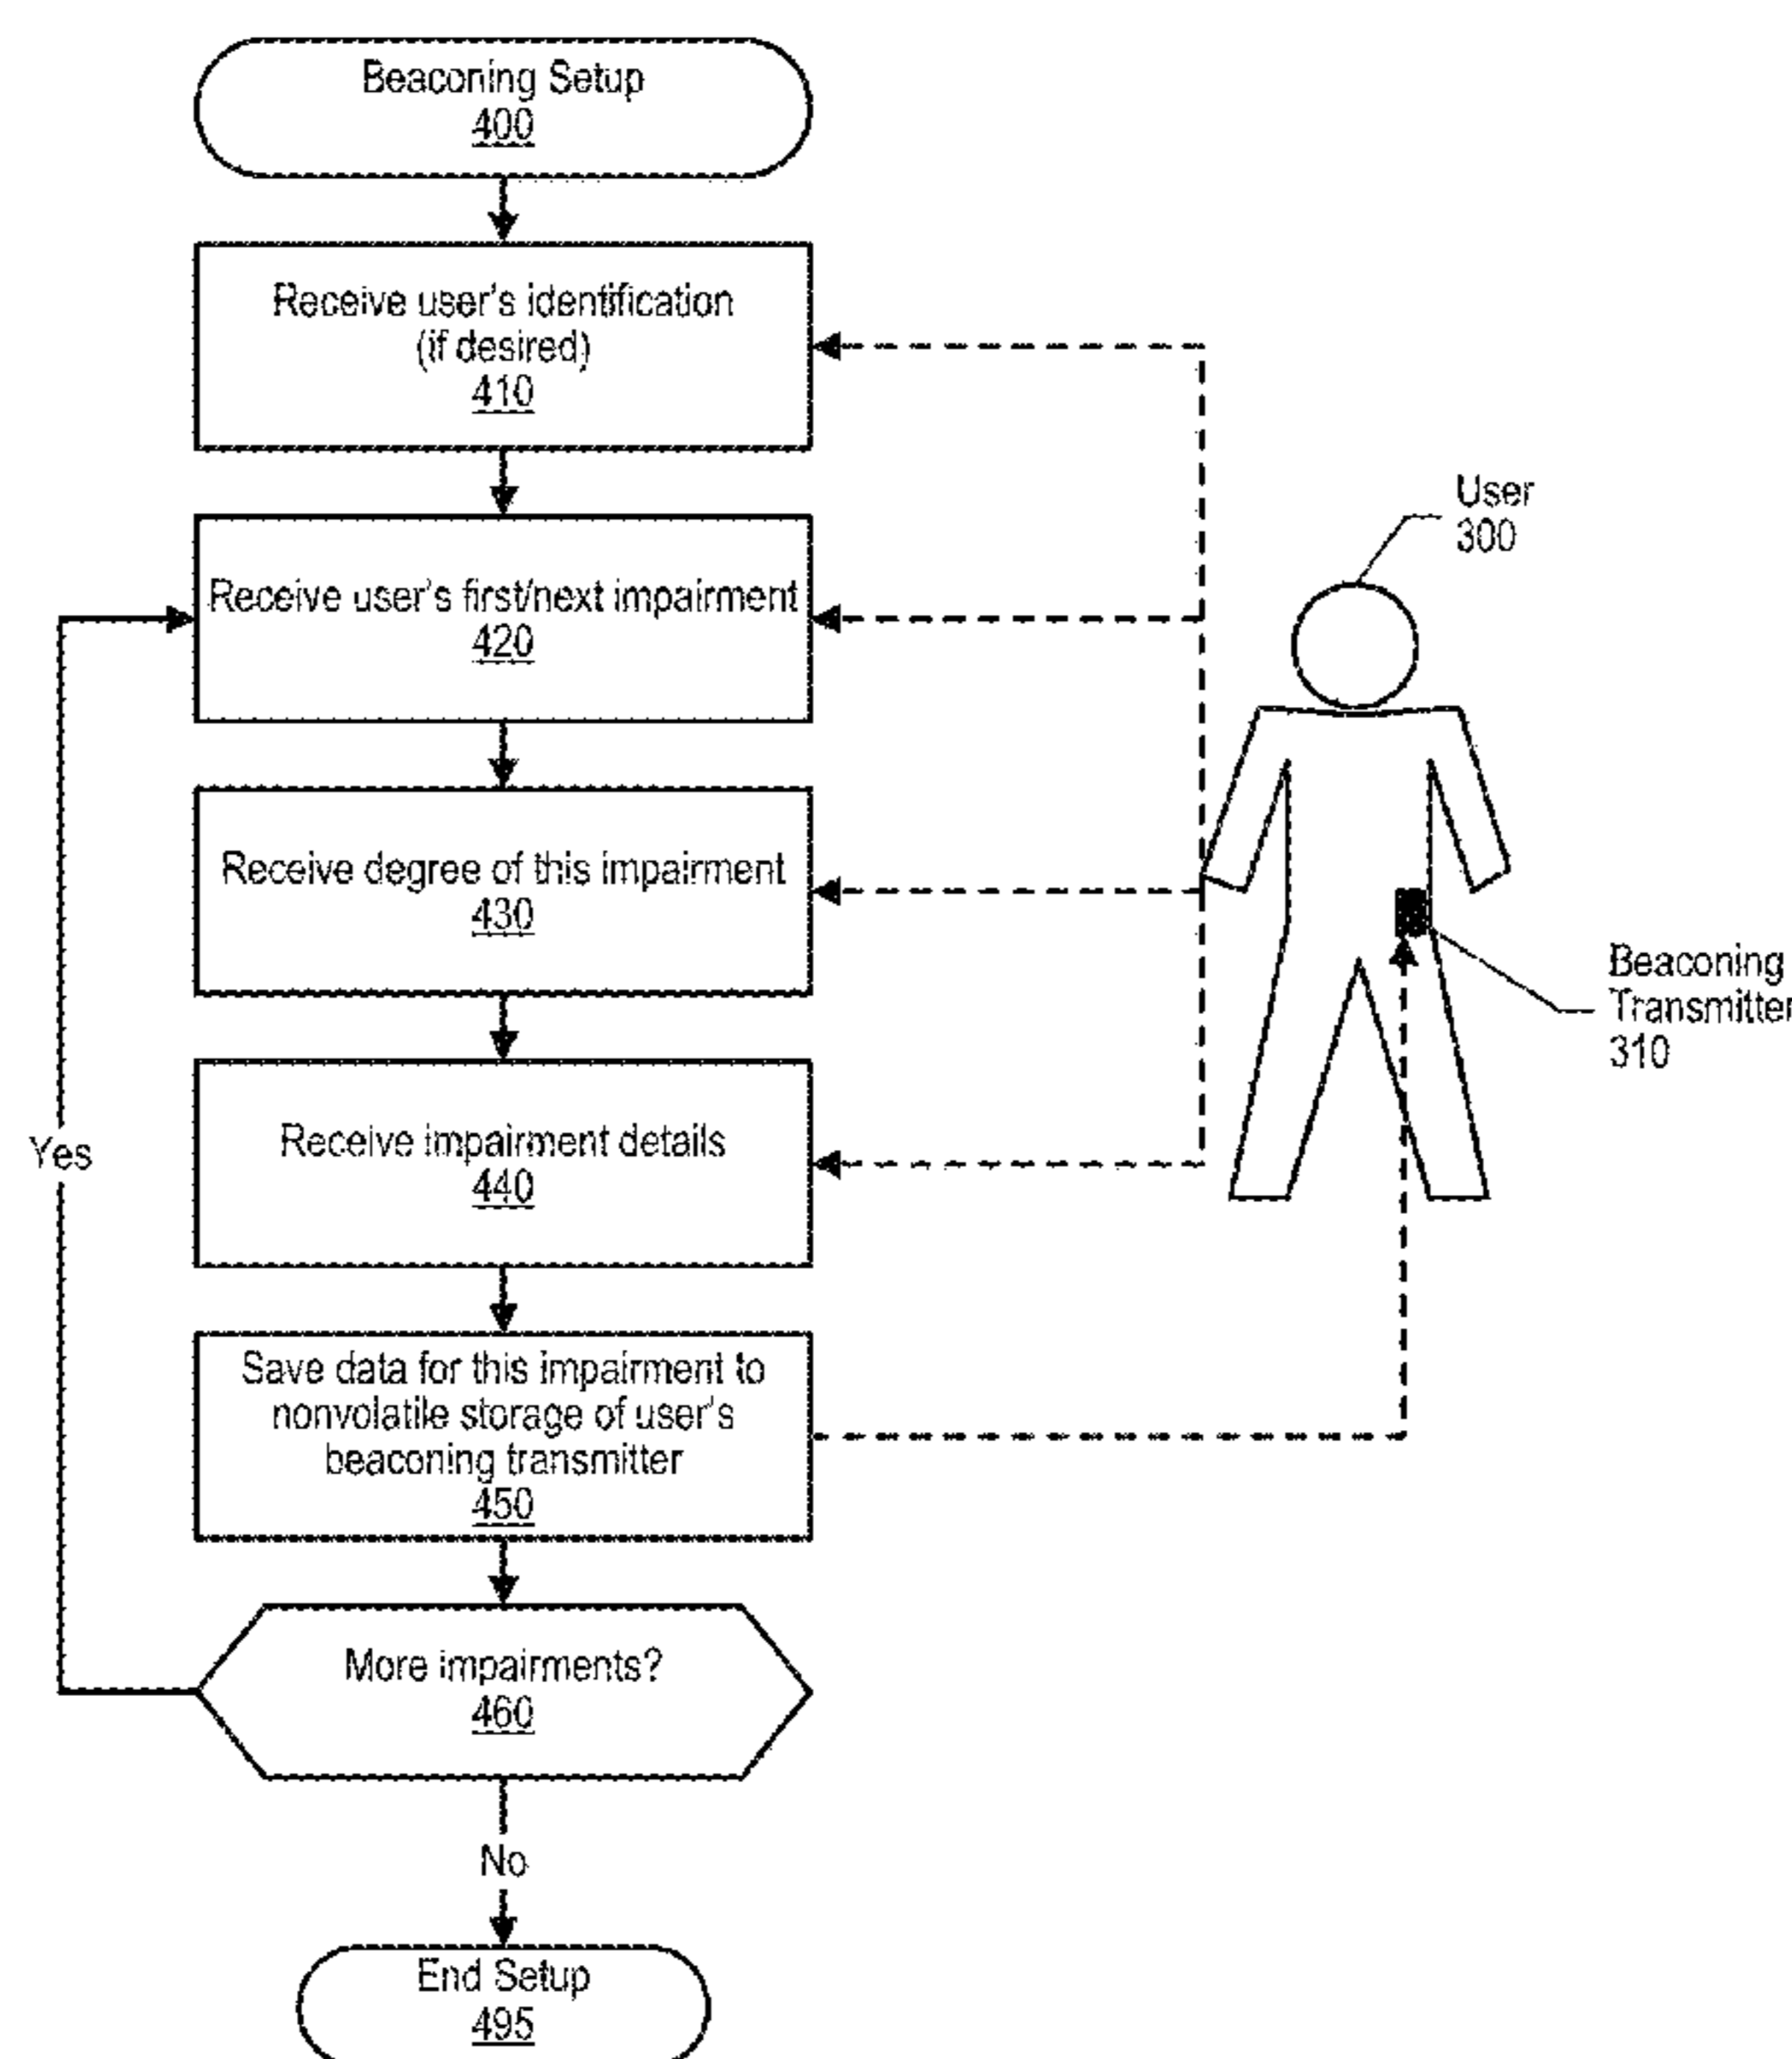 Beaconing Setup
400
Receive user's identification
(if desired)
410
User
300
Receive user's first/next impairment
420
Receive degree of this impairment
430
Beaconing
Transmitter
310
Receive impairment details
440
Yes
Save data for this impairment to
nonvolatile storage of user's
beaconing transmitter
450
More impairments?
460
No
End Setup
495